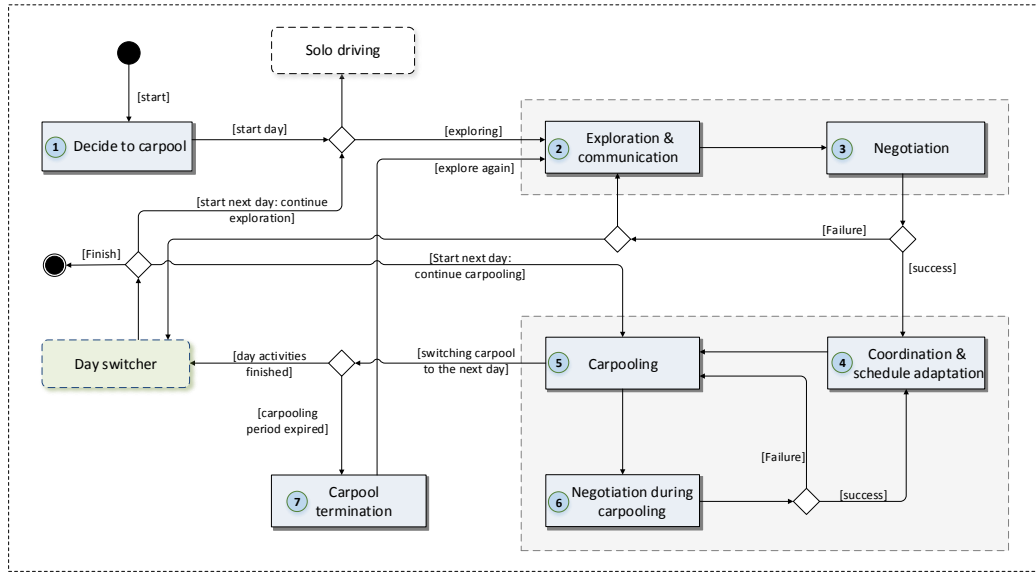 Solo driving
[start]
1 Decide to carpool
[start day]
[exploring]
2 Exploration &
communication
3 Negotiation
[explore again]
[start next day: continue
exploration]
[Failure]
[Finish]
[Start next day:
continue carpooling]
[success]
Day switcher
[day activities
finished]
[switching carpool
to the next day]
5 Carpooling
4 Coordination &
schedule adaptation
[carpooling
period expired]
[Failure]
7 Carpool
termination
6 Negotiation during
carpooling
[success]